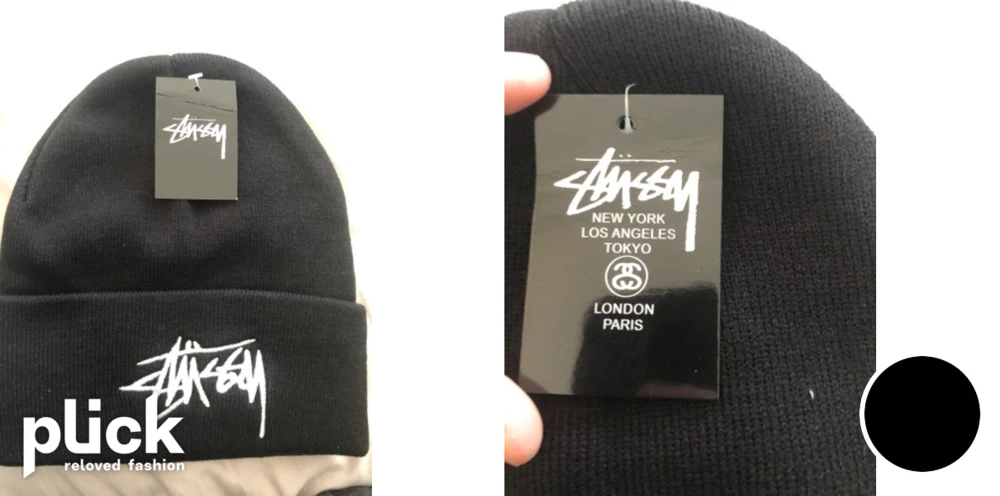 Stüssy
Stüssy
plick
reloved fashion
Stüssy
NEW YORK
LOS ANGELES
TOKYO
LONDON
PARIS